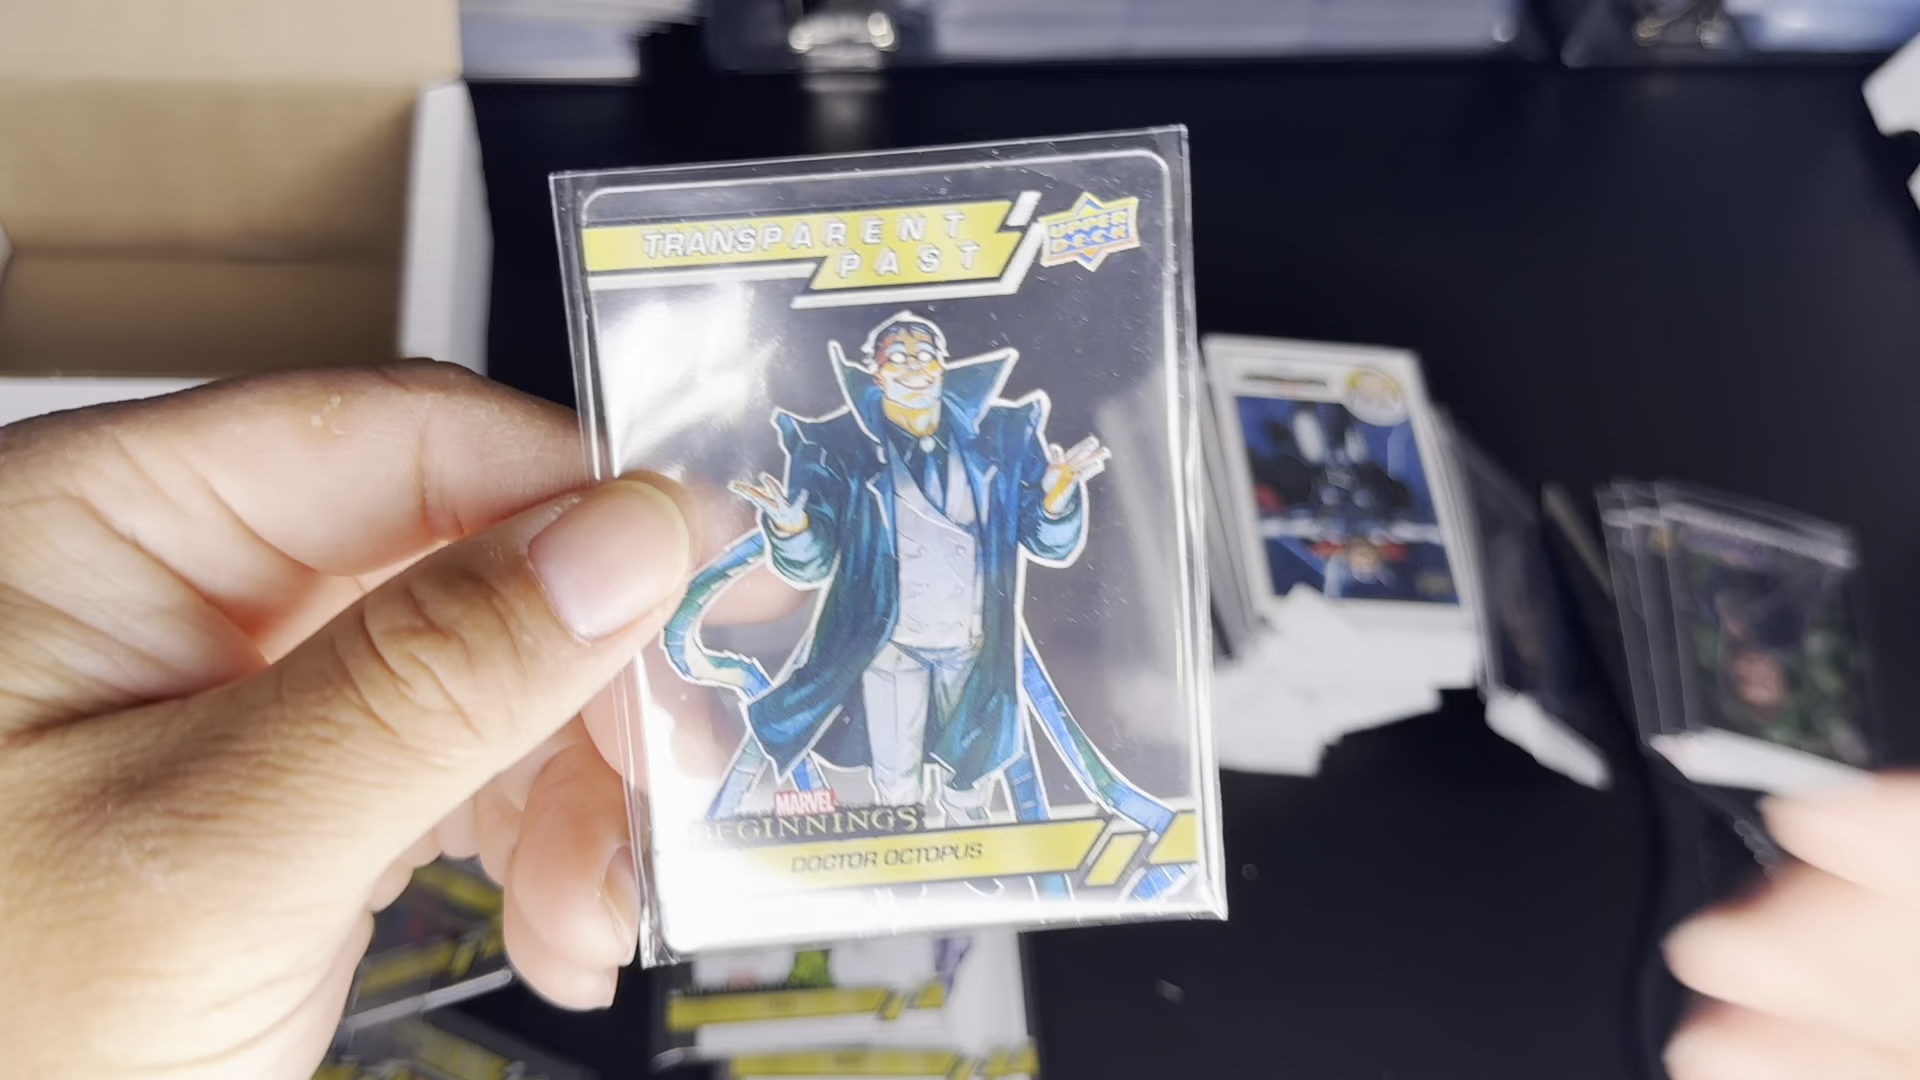 TRANSPARENT
PAST
UPPER
DECK
MARVEL
BEGINNINGS
DOCTOR OCTOPUS